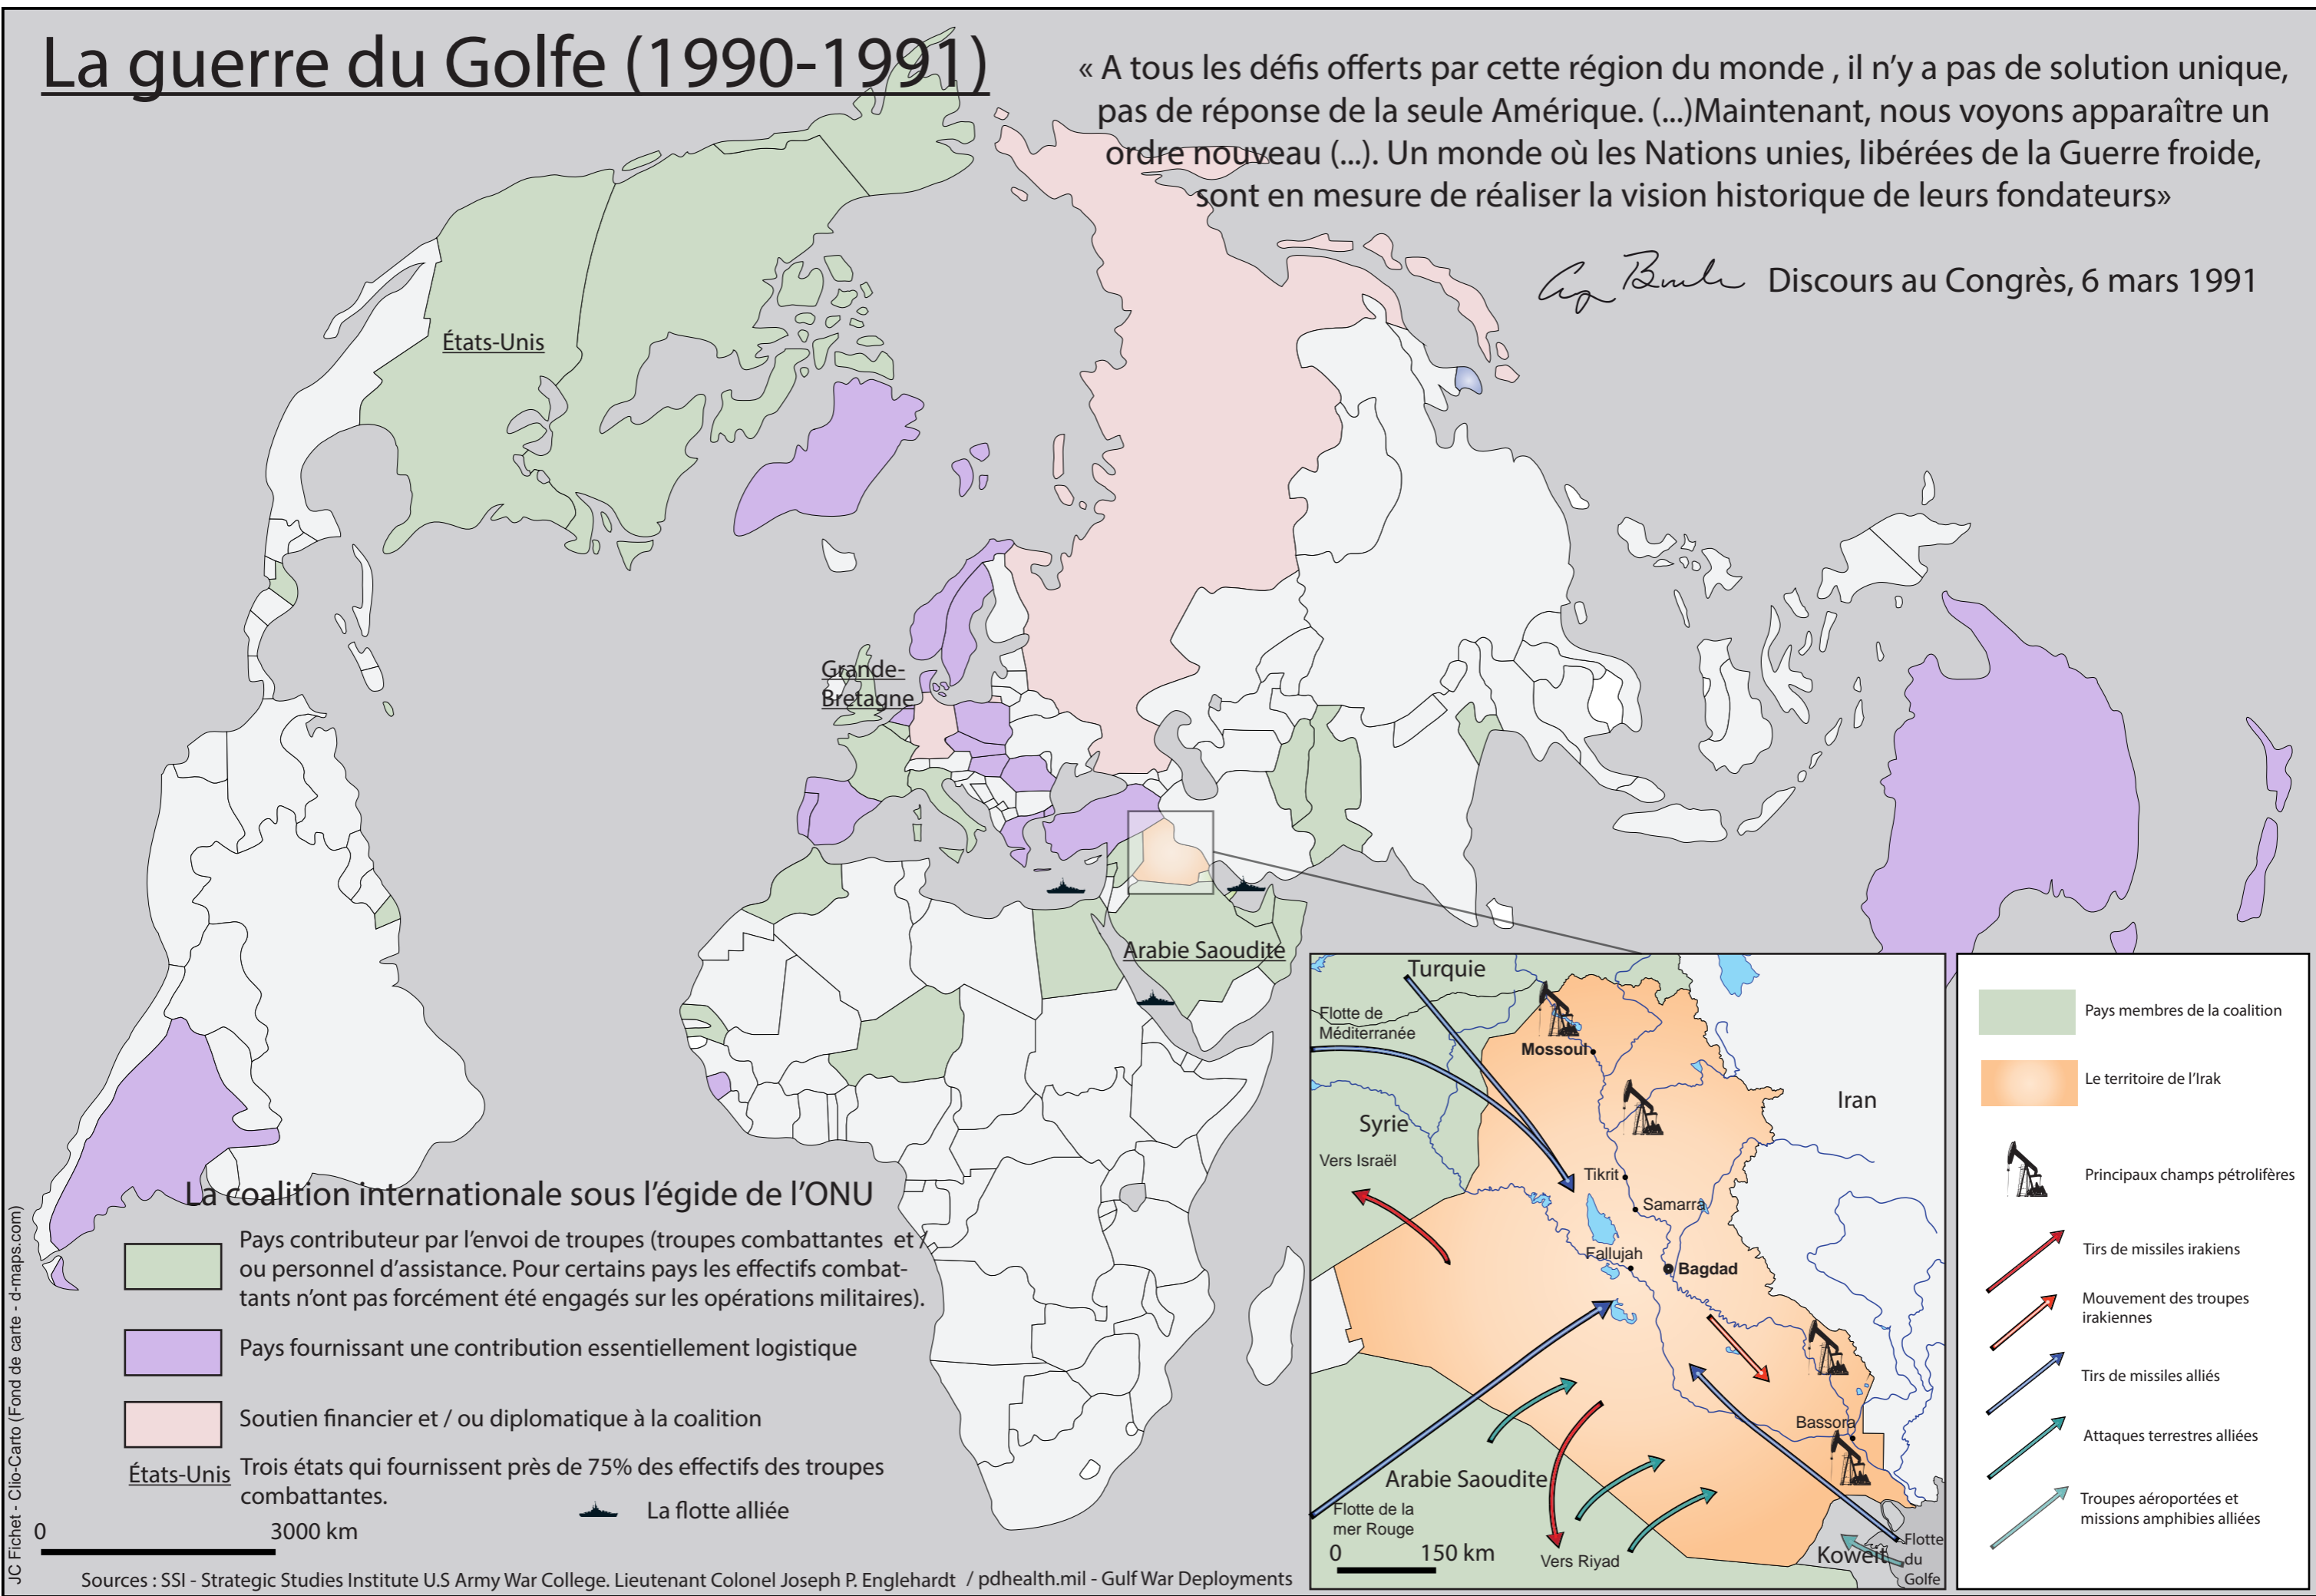 La guerre du Golfe (1990-1991)
« A tous les défis offerts par cette région du monde , il n'y a pas de solution unique,
pas de réponse de la seule Amérique. (...)Maintenant, nous voyons apparaître un
ordre nouveau (...). Un monde où les Nations unies, libérées de la Guerre froide,
sont en mesure de réaliser la vision historique de leurs fondateurs»
Discours au Congrès, 6 mars 1991
États-Unis
Grande-
Bretagne
Arabie Saoudite
La coalition internationale sous l'égide de l'ONU
Pays contributeur par l'envoi de troupes (troupes combattantes et /
ou personnel d'assistance. Pour certains pays les effectifs combat-
tants n'ont pas forcément été engagés sur les opérations militaires).
Pays fournissant une contribution essentiellement logistique
Soutien financier et / ou diplomatique à la coalition
États-Unis Trois états qui fournissent près de 75% des effectifs des troupes
combattantes.
La flotte alliée
0 3000 km
Sources : SSI - Strategic Studies Institute U.S Army War College. Lieutenant Colonel Joseph P. Englehardt / pdhealth.mil - Gulf War Deployments
JC Fichet - Clio-Carto (Fond de carte - d-maps.com)
Turquie
Flotte de
Méditerranée
Mossoul
Iran
Syrie
Vers Israël
Tikrit
Samarra
Fallujah
Bagdad
Bassora
Arabie Saoudite
Flotte de la
mer Rouge
0 150 km
Vers Riyad
Koweït
Flotte
du
Golfe
Pays membres de la coalition
Le territoire de l'Irak
Principaux champs pétrolifères
Tirs de missiles irakiens
Mouvement des troupes
irakiennes
Tirs de missiles alliés
Attaques terrestres alliées
Troupes aéroportées et
missions amphibies alliées